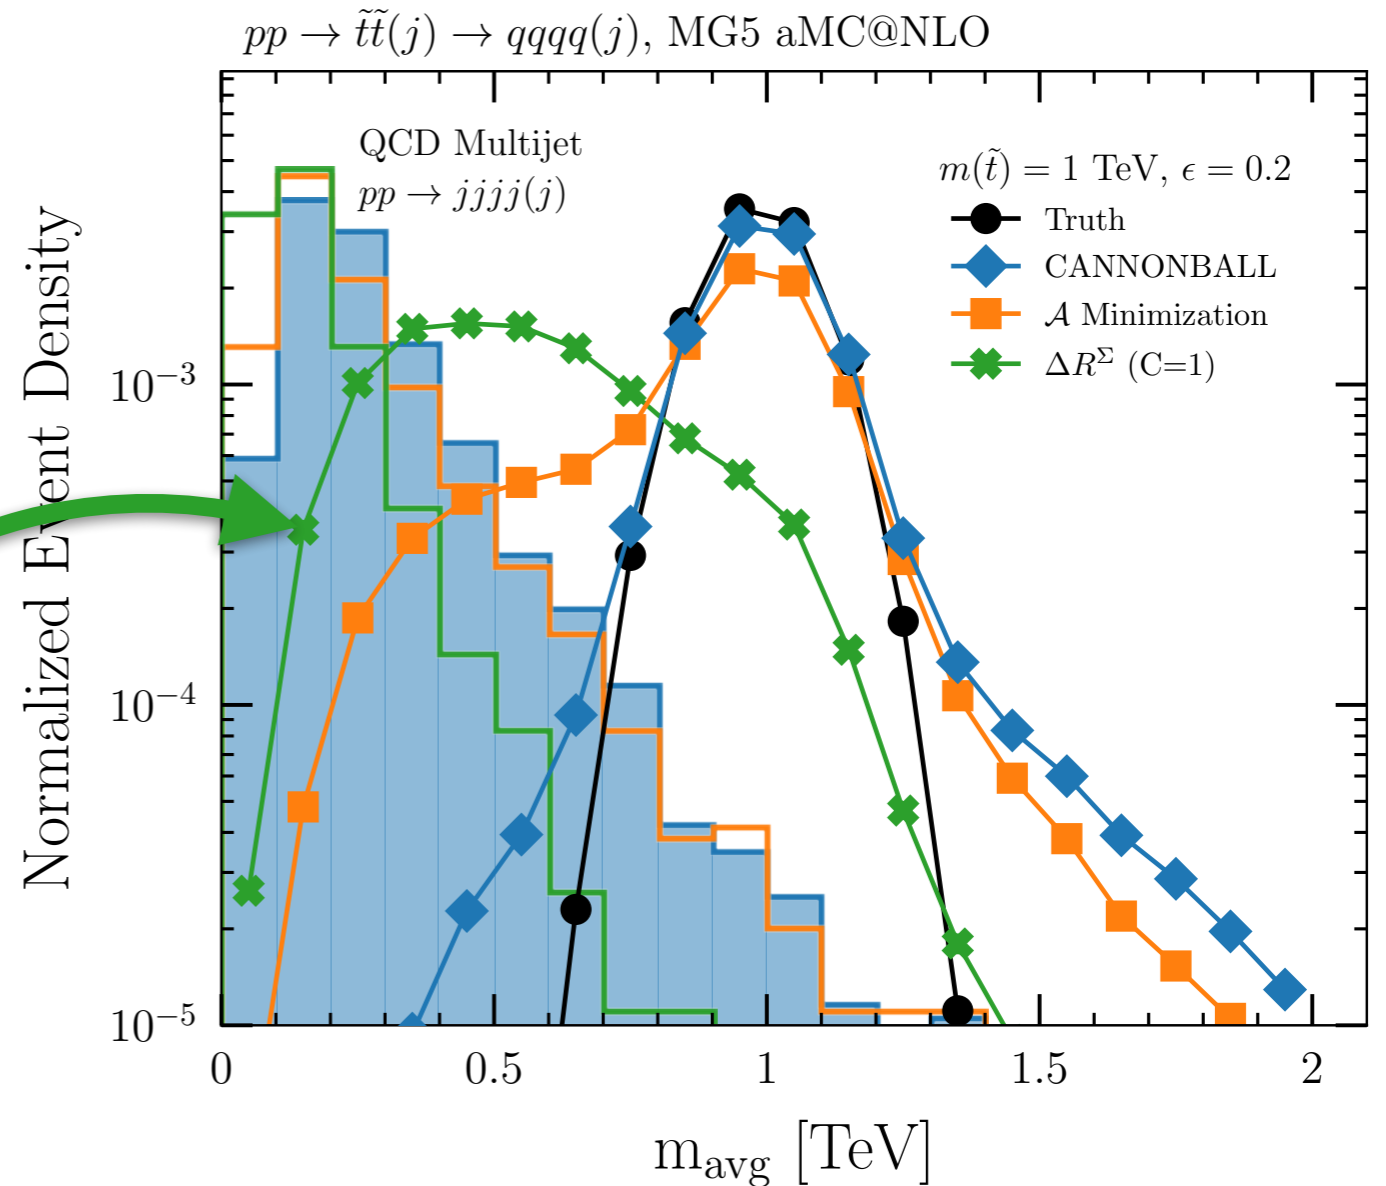 pp → t̃t̃(j) → qqqq(j), MG5 aMC@NLO
QCD Multijet
pp → jjjj(j)
m(t̃) = 1 TeV, ϵ = 0.2
Truth
CANNONBALL
𝒜 Minimization
ΔR^Σ (C=1)
Normalized Event Density
10⁻³
10⁻⁴
10⁻⁵
0 0.5 1 1.5 2
m_avg [TeV]